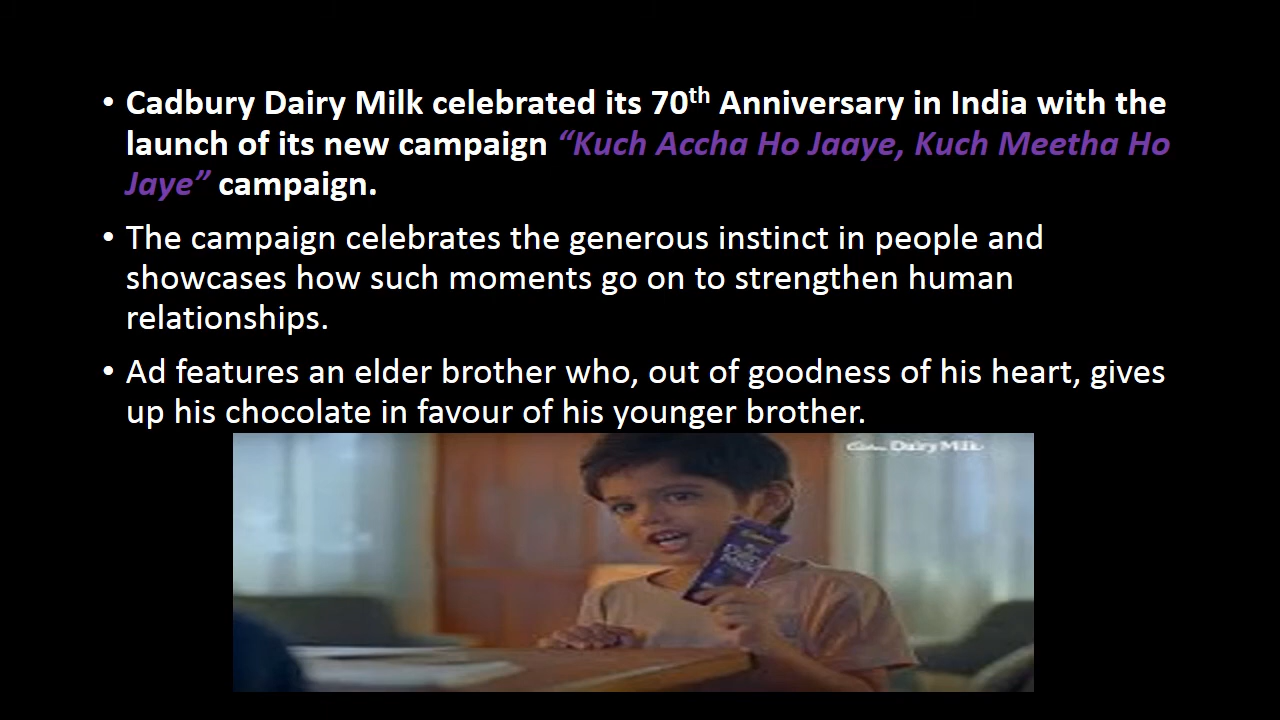 • Cadbury Dairy Milk celebrated its 70th Anniversary in India with the
launch of its new campaign “Kuch Accha Ho Jaaye, Kuch Meetha Ho
Jaye” campaign.
• The campaign celebrates the generous instinct in people and
showcases how such moments go on to strengthen human
relationships.
• Ad features an elder brother who, out of goodness of his heart, gives
up his chocolate in favour of his younger brother.
Cadbury Dairy Milk
Dairy Milk